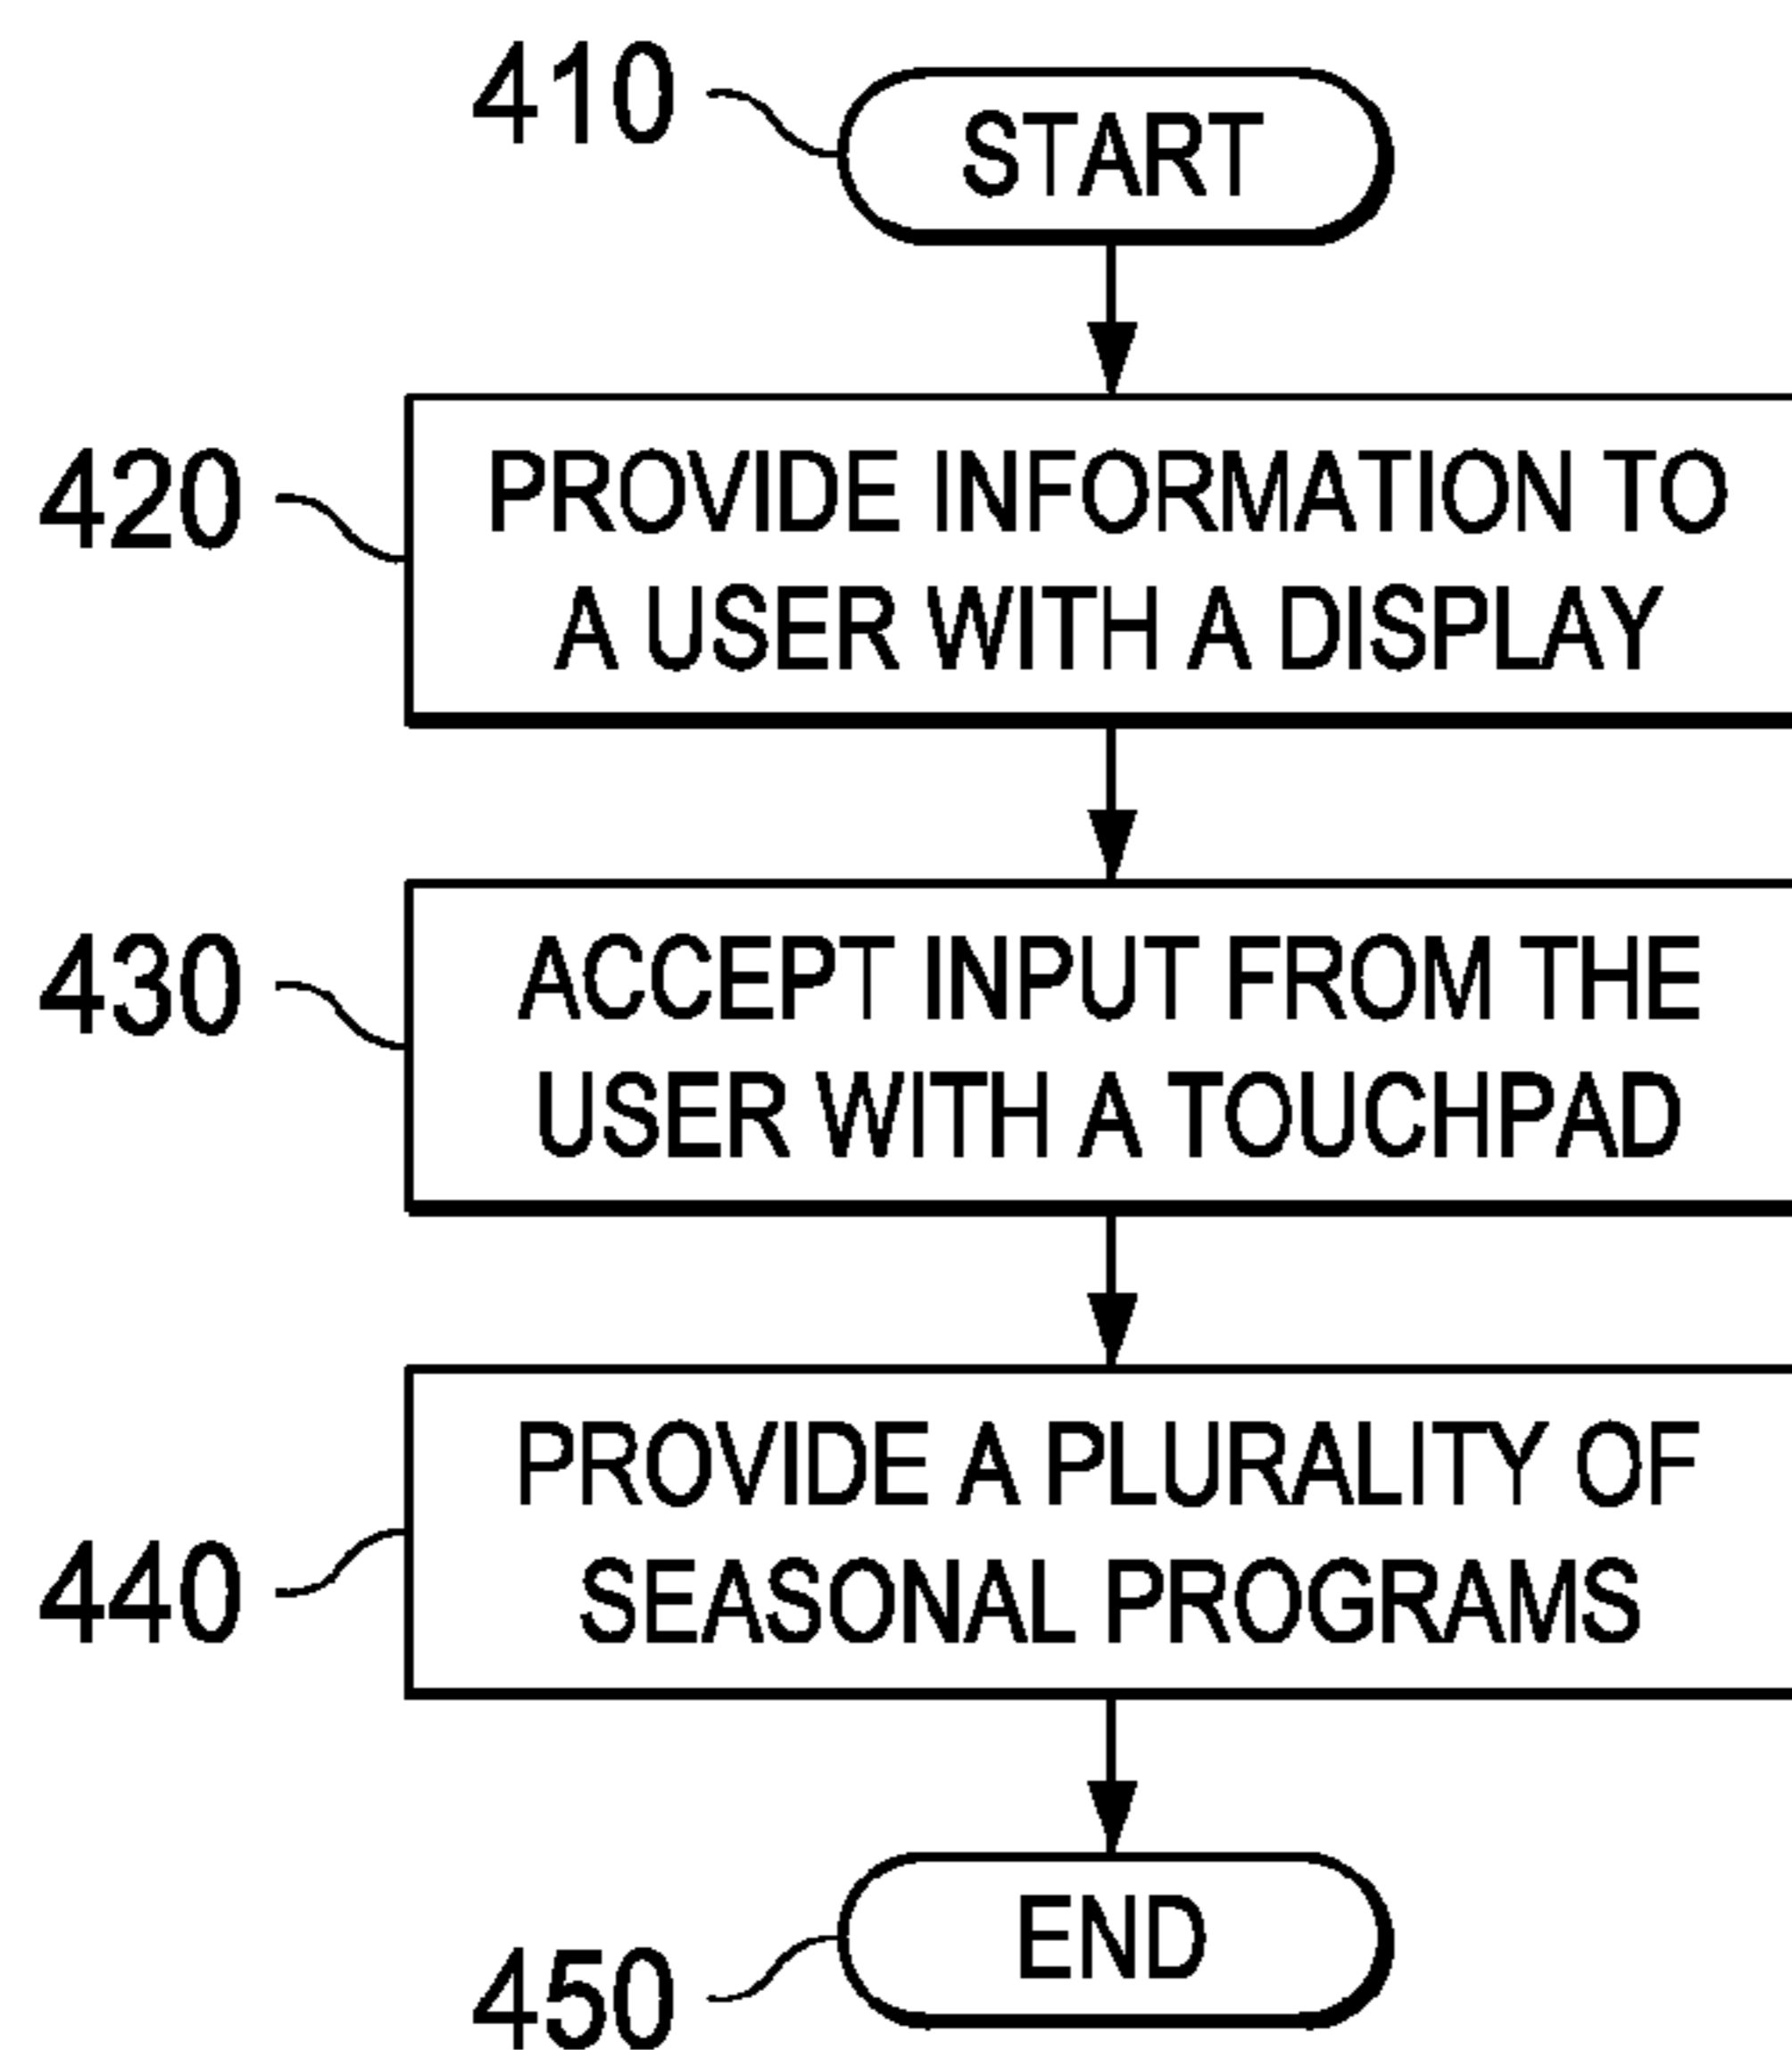 410 START
420 PROVIDE INFORMATION TO
A USER WITH A DISPLAY
430 ACCEPT INPUT FROM THE
USER WITH A TOUCHPAD
PROVIDE A PLURALITY OF
440 SEASONAL PROGRAMS
END
450